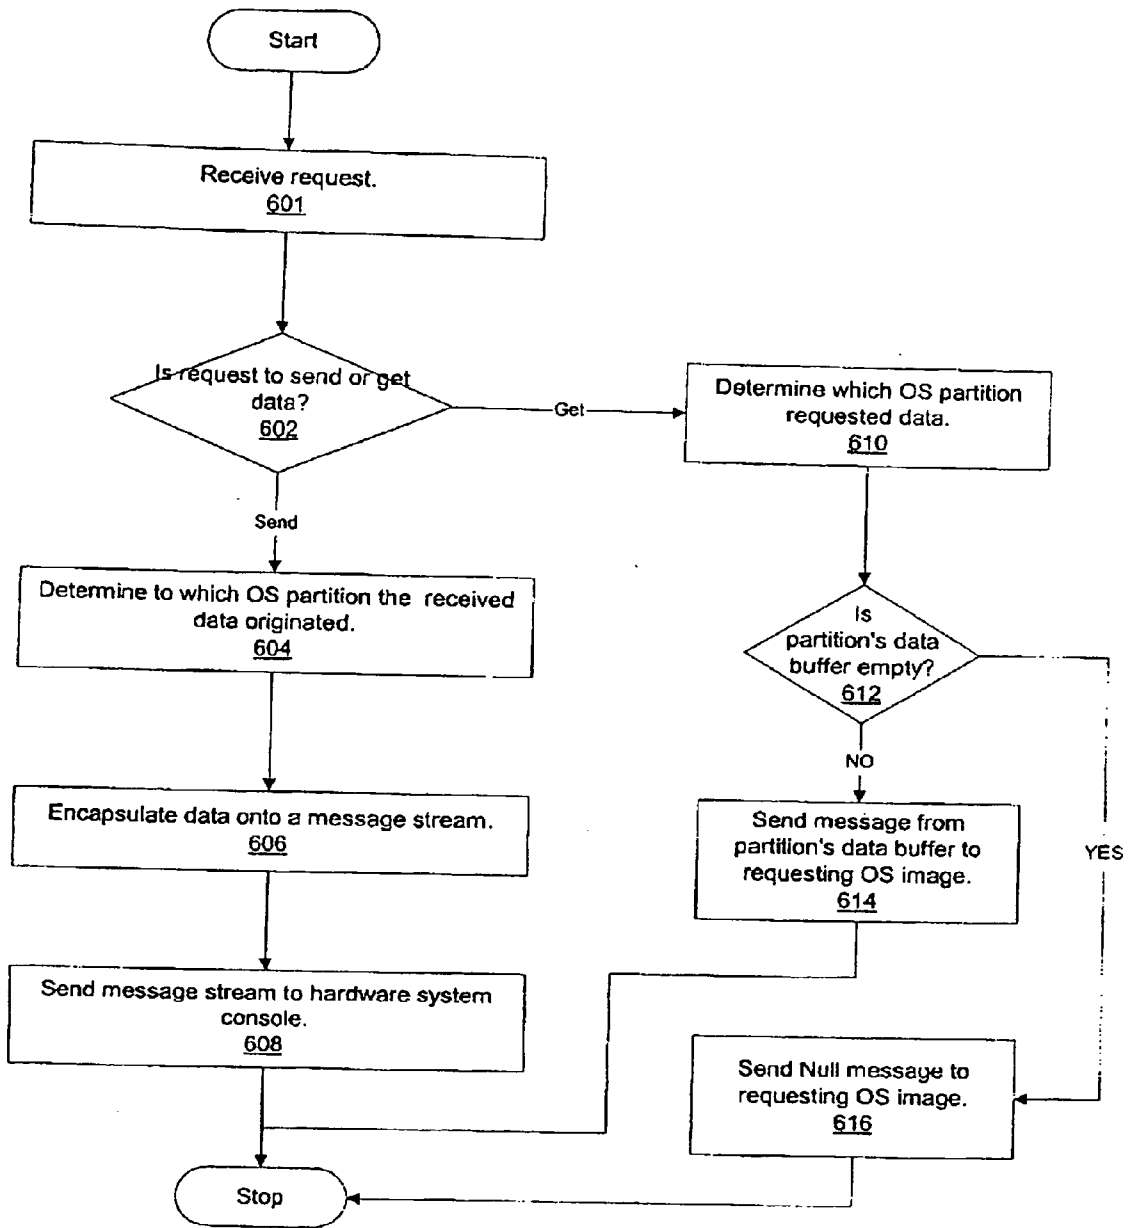 Start
Receive request.
601
Is request to send or get
data?
602
Get
Send
Determine to which OS partition the received
data originated.
604
Encapsulate data onto a message stream.
606
Send message stream to hardware system
console.
608
Determine which OS partition
requested data.
610
Is
partition's data
buffer empty?
612
NO
YES
Send message from
partition's data buffer to
requesting OS image.
614
Send Null message to
requesting OS image.
616
Stop